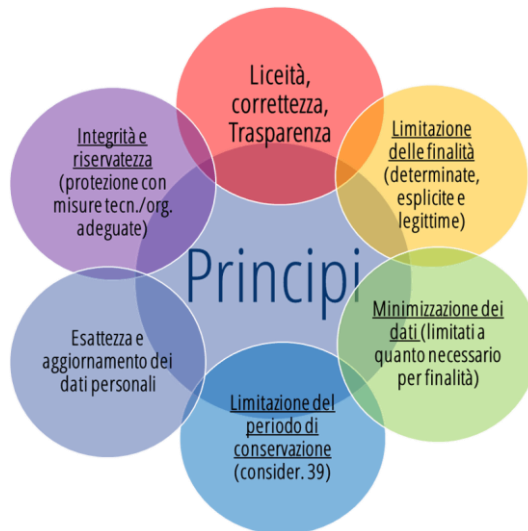 Liceità,
correttezza,
Trasparenza
Limitazione
delle finalità
(determinate,
esplicite e
legittime)
Minimizzazione dei
dati (limitati a
quanto necessario
per finalità)
Limitazione del
periodo di
conservazione
(consider. 39)
Esattezza e
aggiornamento dei
dati personali
Integrità e
riservatezza
(protezione con
misure tecn./org.
adeguate)
Principi